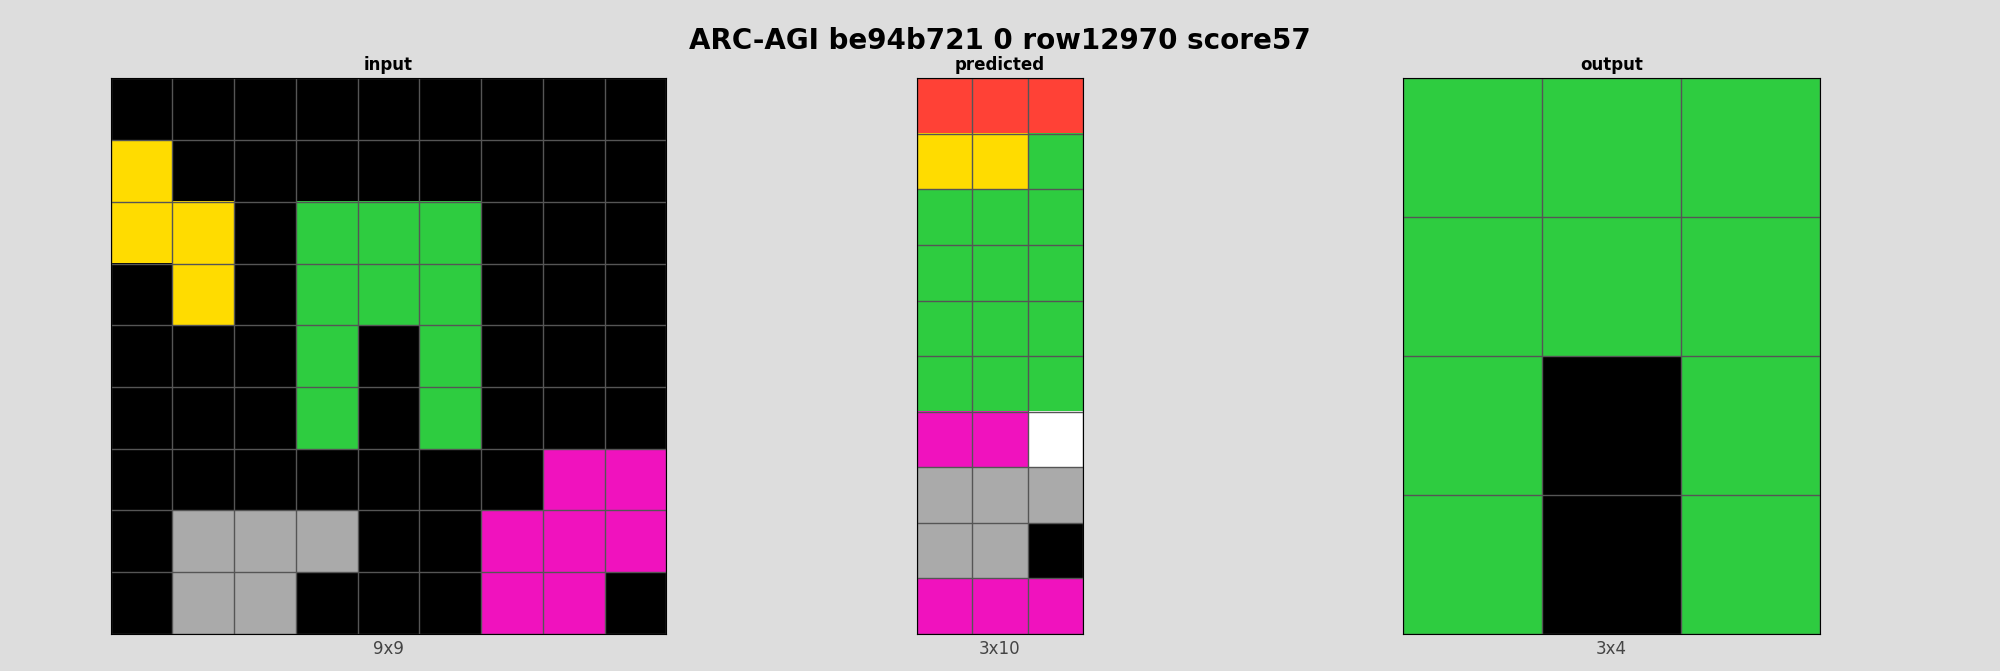 ARC-AGI be94b721 0 row12970 score57
input
predicted
output
9x9
3x10
3x4